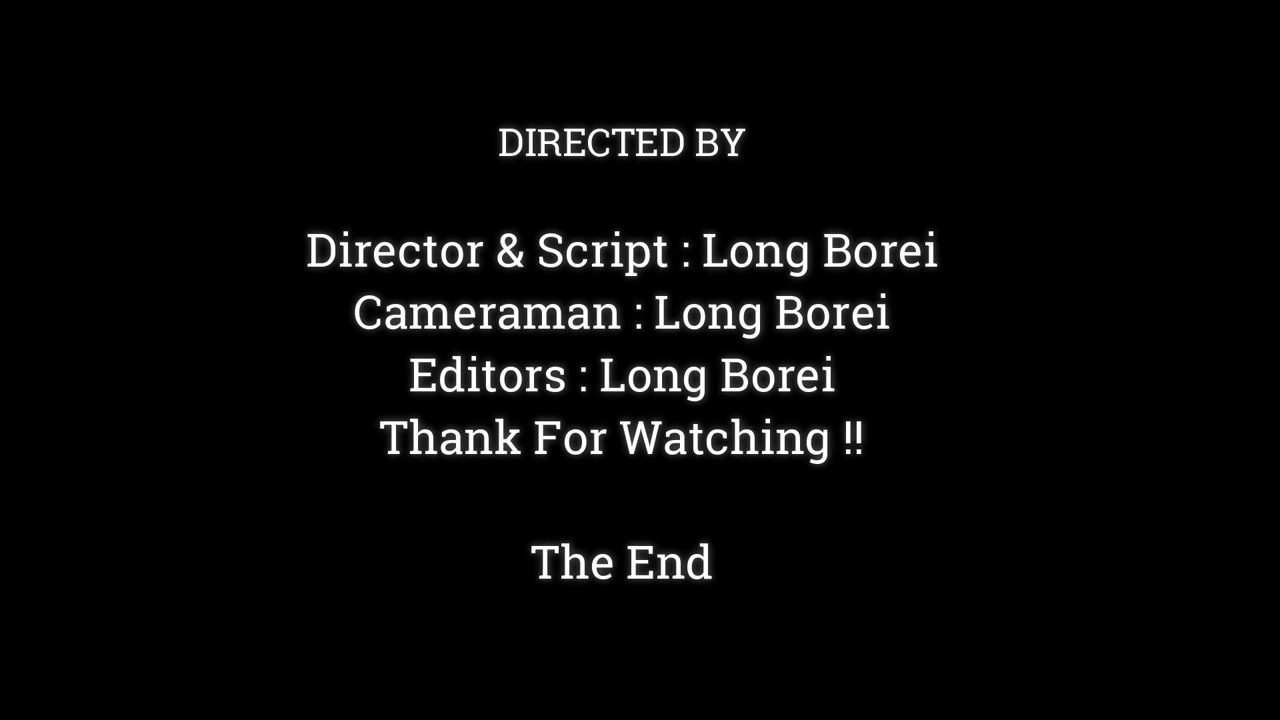 DIRECTED BY
Director & Script : Long Borei
Cameraman : Long Borei
Editors : Long Borei
Thank For Watching !!
The End